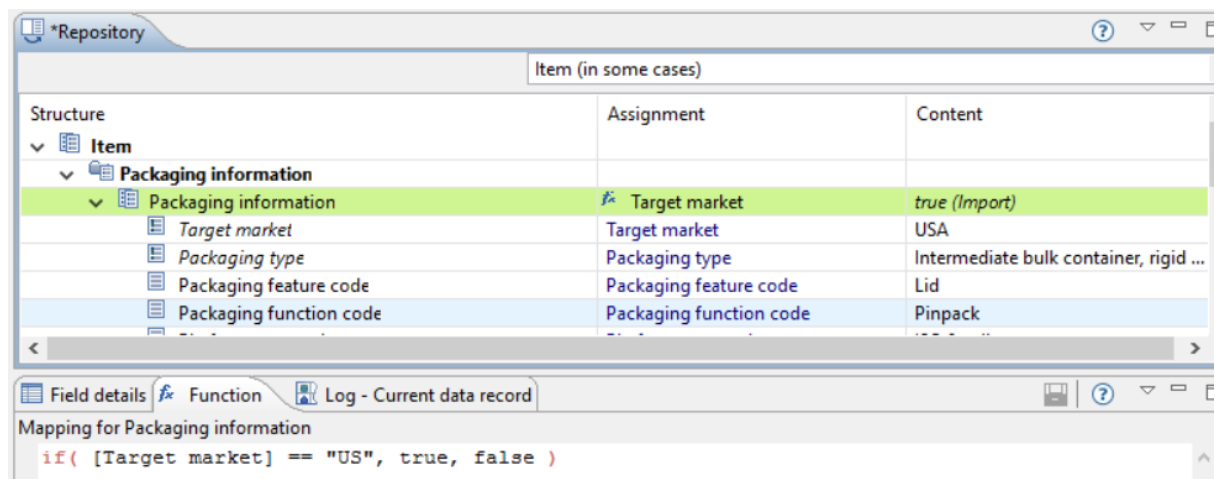 *Repository
Item (in some cases)
Structure Assignment Content
Item
Packaging information
Packaging information Target market true (Import)
Target market Target market USA
Packaging type Packaging type Intermediate bulk container, rigid ...
Packaging feature code Packaging feature code Lid
Packaging function code Packaging function code Pinpack
Field details Function Log - Current data record
Mapping for Packaging information
if( [Target market] == "US", true, false )